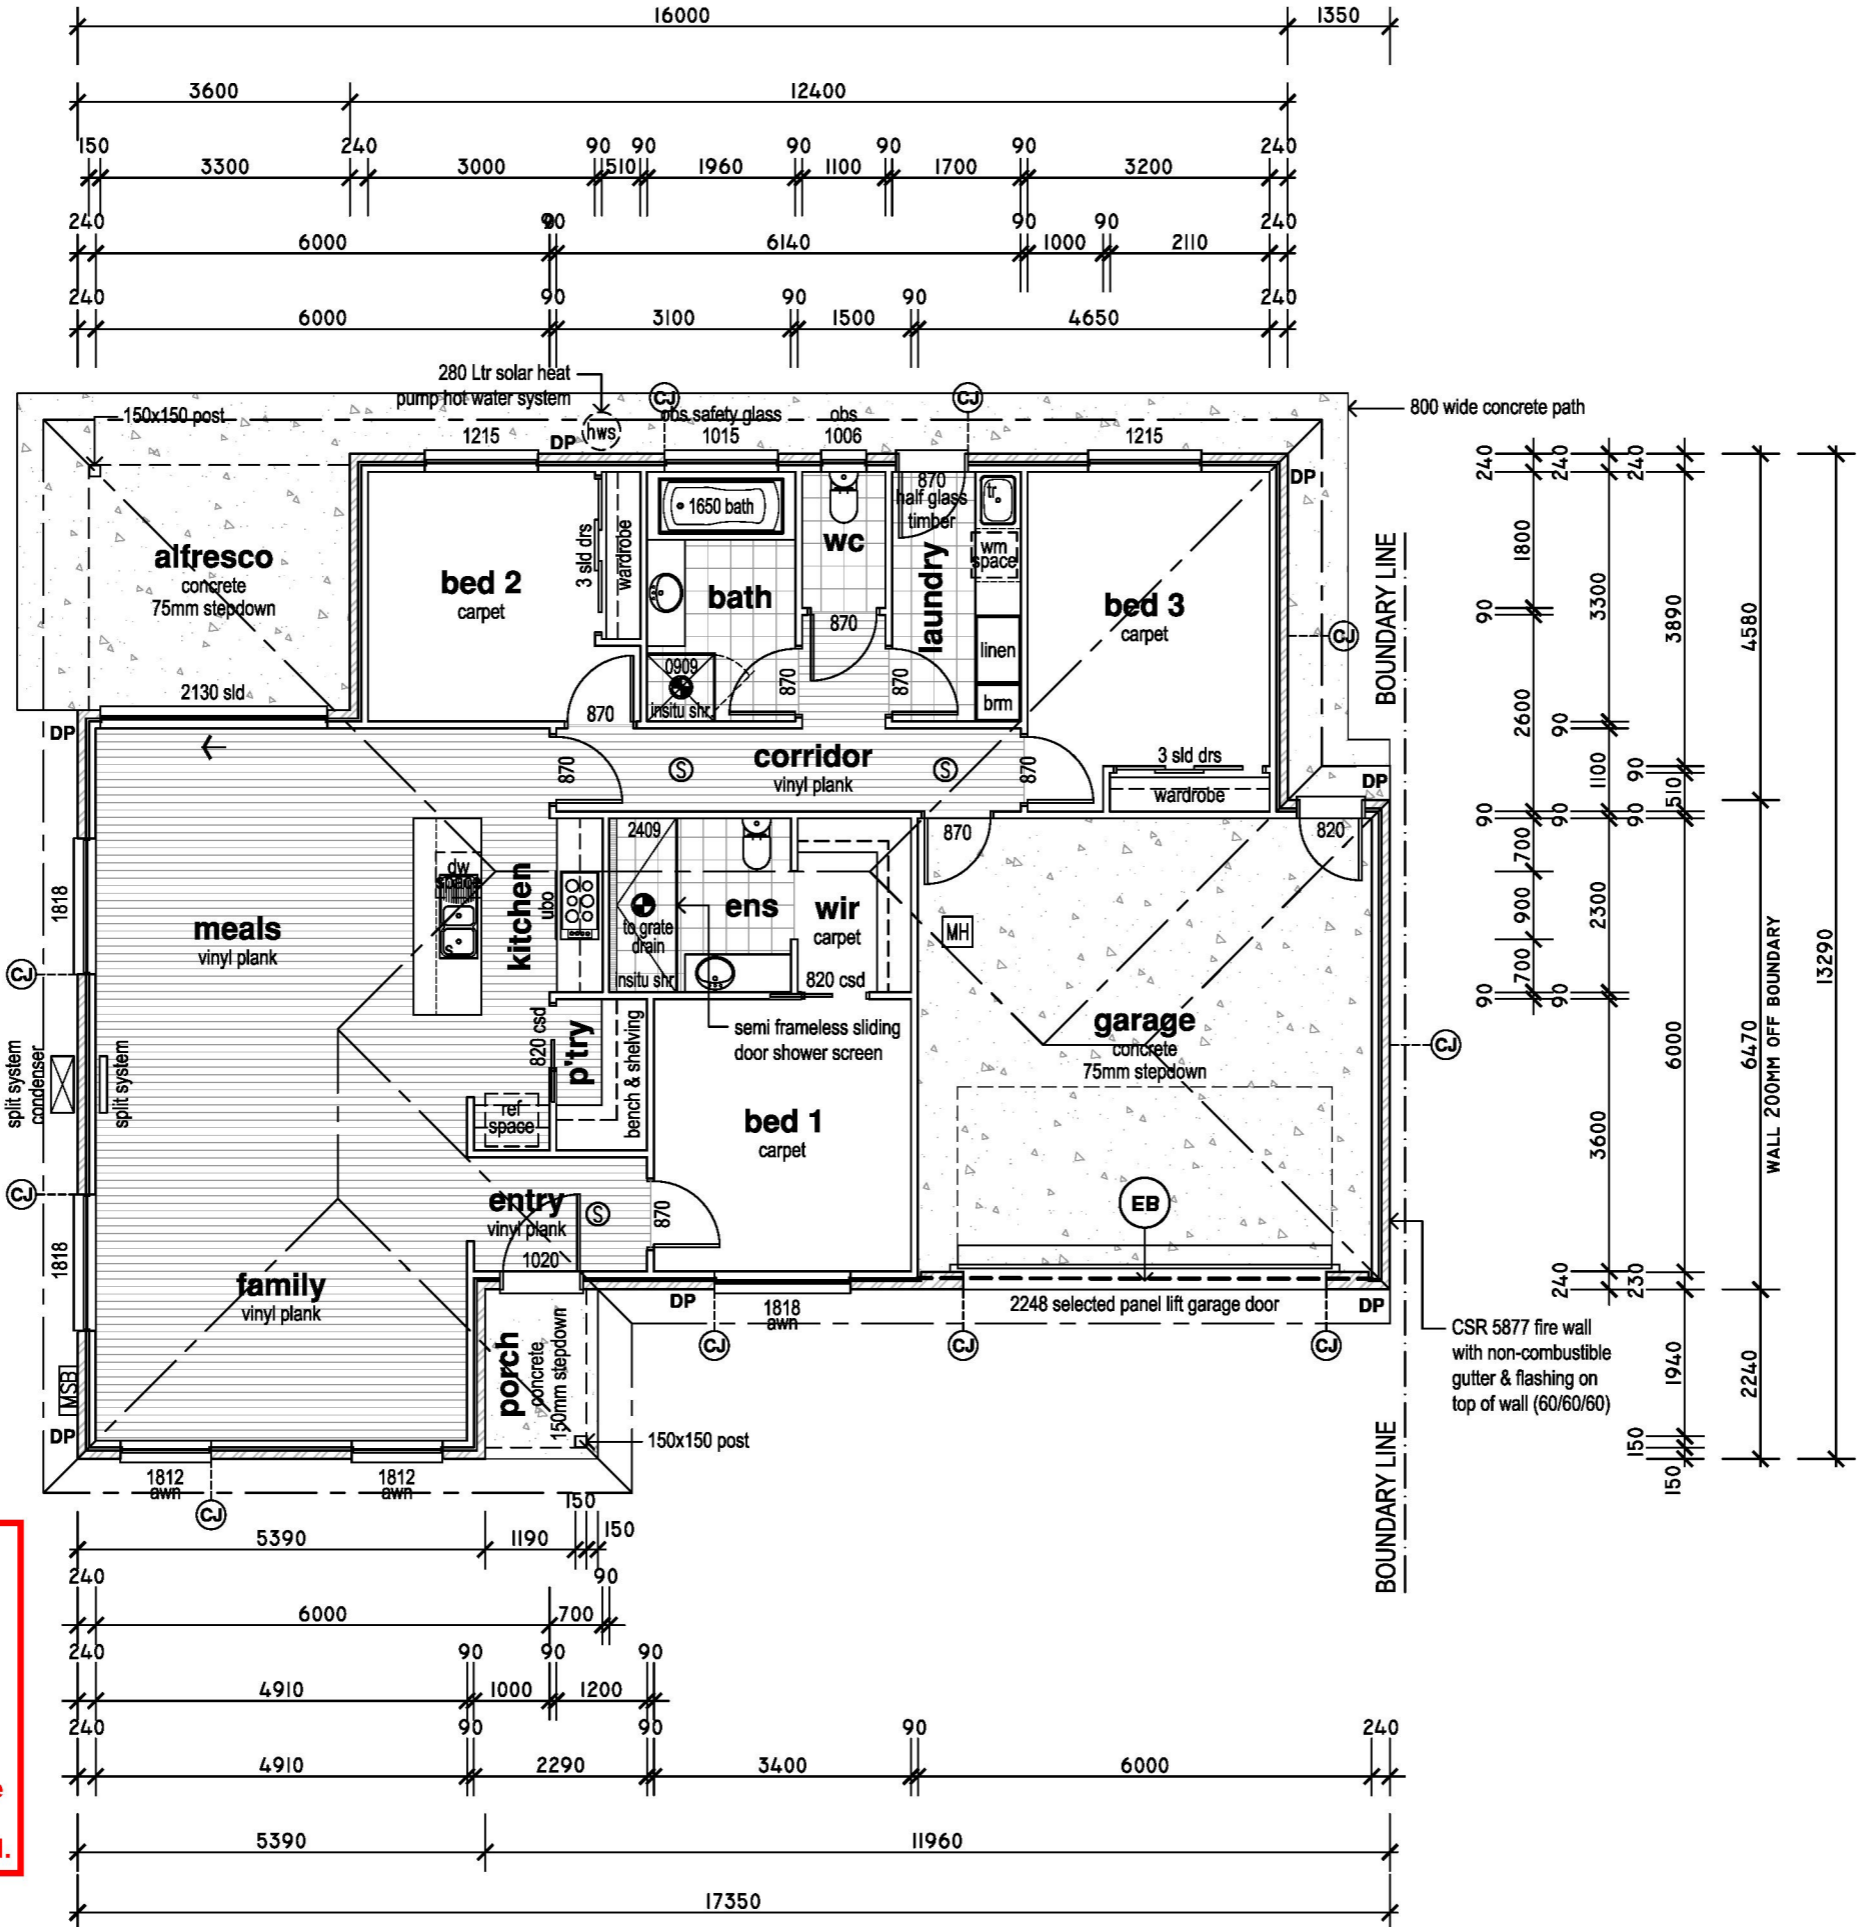 16000 1350
3600 12400
150 240 90 90 90 90 90 240
3300 3000 510 1960 1100 1700 3200
240 90 90 90 240
6000 6140 1000 2110
240 90 90 90 240
6000 3100 1500 4650
280 Ltr solar heat
pump hot water system
CJ
CJ
150x150 post
obs safety glass
obs
800 wide concrete path
1215
DP
hws
1015
1006
1215
DP
alfresco
concrete
75mm stepdown
2130 sld
bed 2
carpet
3 sld drs
wardrobe
1650 bath
bath
0909
insitu shr
wc
870
870
870
870
half glass
timber
laundry
tr
wm
space
linen
brm
bed 3
carpet
CJ
BOUNDARY LINE
DP
870
870
corridor
vinyl plank
S
S
870
3 sld drs
wardrobe
DP
1818
meals
vinyl plank
dw
space
s
kitchen
ubo
2409
to grate
drain
insitu shr
ens
wir
carpet
820 csd
870
820
MH
CJ
semi frameless sliding
door shower screen
garage
concrete
75mm stepdown
CJ
split system
condenser
split system
820 csd
p'try
bench & shelving
ref
space
bed 1
carpet
CJ
1818
entry
vinyl plank
S
870
1020
EB
family
vinyl plank
DP
1818
awn
2248 selected panel lift garage door
DP
CJ
CJ
CJ
CSR 5877 fire wall
with non-combustible
gutter & flashing on
top of wall (60/60/60)
MSB
DP
porch
concrete
150mm stepdown
150x150 post
1812
awn
1812
awn
CJ
BOUNDARY LINE
240 1800 90 2600 90 700 900 700 90
240 3300 90 1100 90 2300 90 3600 240
240 3890 90 510 90 6000 230 1940 150 150
4580 6470 2240
WALL 200MM OFF BOUNDARY
13290
150
5390 1190 150
240 90
6000 700
240 90 90 90
4910 1000 1200
240 90 90 90 240
4910 2290 3400 6000
5390 11960
17350